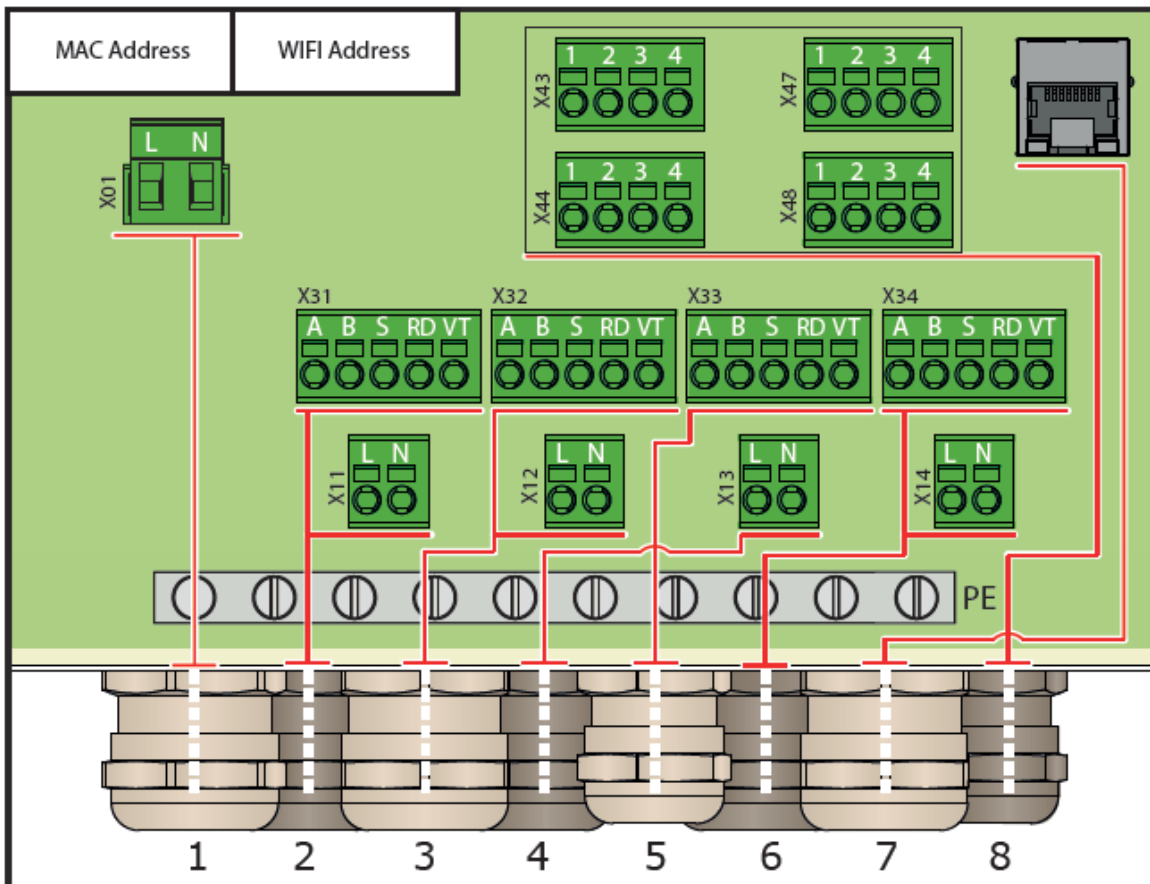 MAC Address
WIFI Address
X01
L N
X43
1 2 3 4
X47
1 2 3 4
X44
1 2 3 4
X48
1 2 3 4
X31
A B S RD VT
X32
A B S RD VT
X33
A B S RD VT
X34
A B S RD VT
X11
L N
X12
L N
X13
L N
X14
L N
PE
1 2 3 4 5 6 7 8